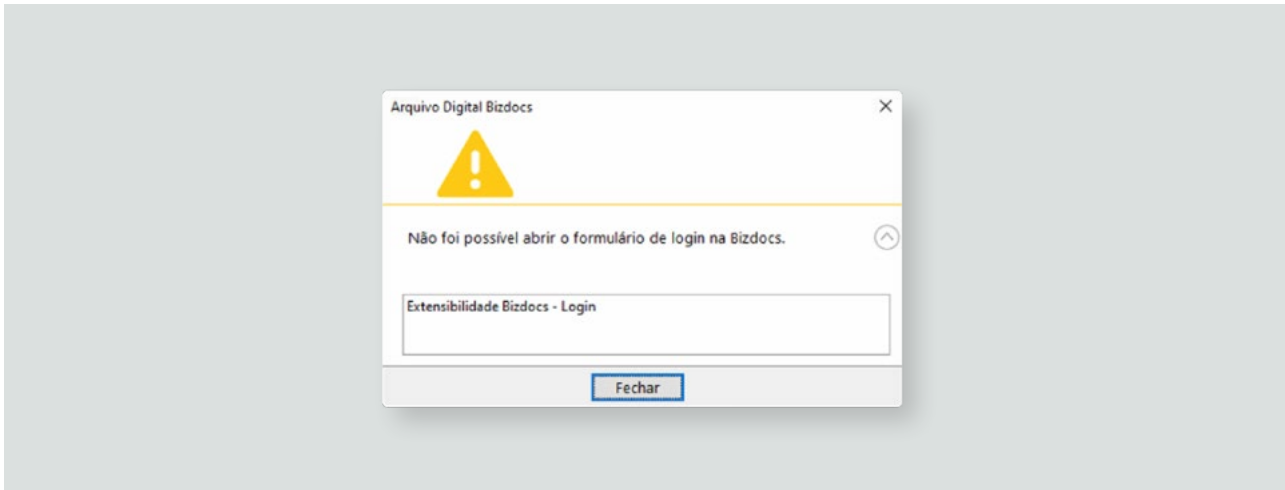 Arquivo Digital Bizdocs
Não foi possível abrir o formulário de login na Bizdocs.
Extensibilidade Bizdocs - Login
Fechar